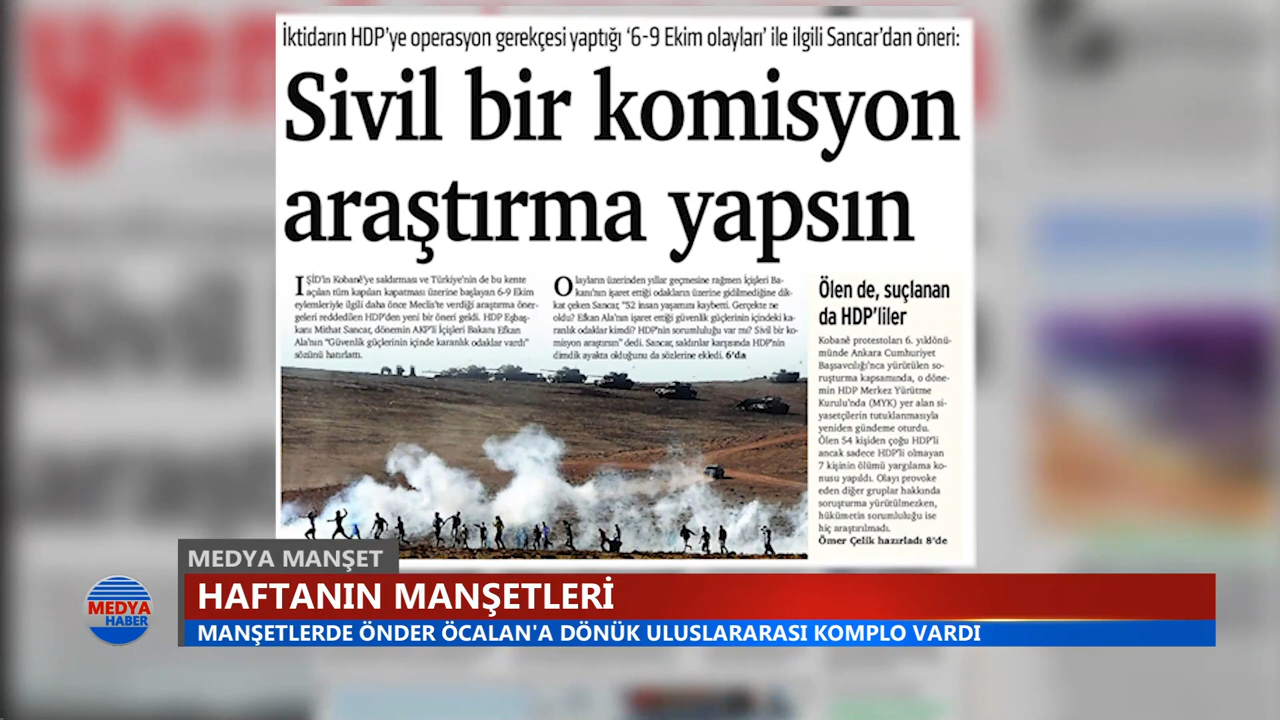 İktidarın HDP'ye operasyon gerekçesi yaptığı '6-9 Ekim olayları' ile ilgili Sancar'dan öneri:
Sivil bir komisyon
araştırma yapsın
IŞİD'in Kobanê'ye saldırması ve Türkiye'nin de bu kente
açılan tüm kapıları kapatması üzerine başlayan 6-9 Ekim
eylemleriyle ilgili daha önce Meclis'te verdiği araştırma öner-
geleri reddedilen HDP'den yeni bir öneri geldi. HDP Eşbaş-
kanı Mithat Sancar, dönemin AKP'li İçişleri Bakanı Efkan
Ala'nın "Güvenlik güçlerinin içinde karanlık odaklar vardı"
sözünü hatırlattı.
Olayların üzerinden yıllar geçmesine rağmen İçişleri Ba-
kanı'nın işaret ettiği odakların üzerine gidilmediğine dik-
kat çeken Sancar, "52 insan yaşamını kaybetti. Gerçekte ne
oldu? Efkan Ala'nın işaret ettiği güvenlik güçlerinin içindeki ka-
ranlık odaklar kimdi? HDP'nin sorumluluğu var mı? Sivil bir ko-
misyon araştırsın" dedi. Sancar, saldırılar karşısında HDP'nin
dimdik ayakta olduğunu da sözlerine ekledi. 6'da
Ölen de, suçlanan
da HDP'liler
Kobanê protestoları 6. yıldönü-
münde Ankara Cumhuriyet
Başsavcılığı'nca yürütülen so-
ruşturma kapsamında, o döne-
min HDP Merkez Yürütme
Kurulu'nda (MYK) yer alan si-
yasetçilerin tutuklanmasıyla
yeniden gündeme oturdu.
Ölen 54 kişiden çoğu HDP'li
ancak sadece HDP'li olmayan
7 kişinin ölümü yargılama ko-
nusu yapıldı. Olayı provoke
eden diğer gruplar hakkında
soruşturma yürütülmezken,
hükümetin sorumluluğu ise
hiç araştırılmadı.
Ömer Çelik hazırladı 8'de
MEDYA MANŞET
HAFTANIN MANŞETLERİ
MANŞETLERDE ÖNDER ÖCALAN'A DÖNÜK ULUSLARARASI KOMPLO VARDI
MEDYA
HABER